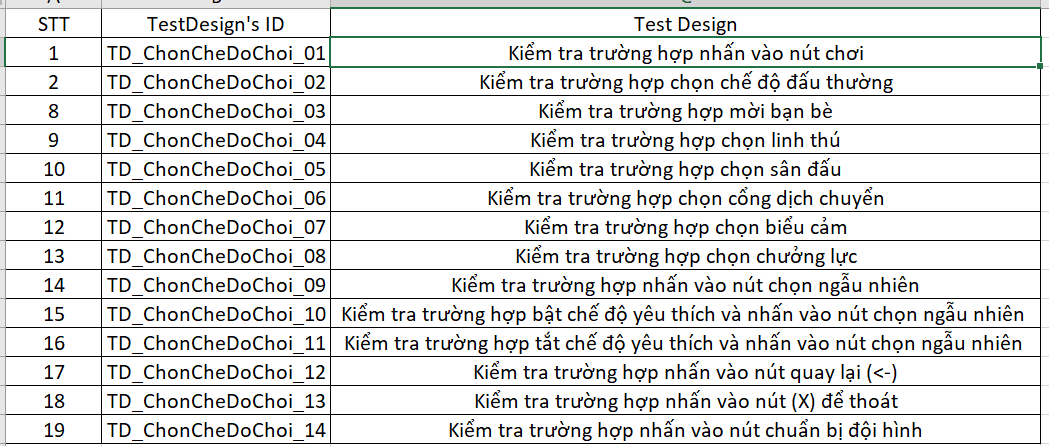 STT TestDesign's ID Test Design
1 TD_ChonCheDoChoi_01 Kiểm tra trường hợp nhấn vào nút chơi
2 TD_ChonCheDoChoi_02 Kiểm tra trường hợp chọn chế độ đấu thường
8 TD_ChonCheDoChoi_03 Kiểm tra trường hợp mời bạn bè
9 TD_ChonCheDoChoi_04 Kiểm tra trường hợp chọn linh thú
10 TD_ChonCheDoChoi_05 Kiểm tra trường hợp chọn sân đấu
11 TD_ChonCheDoChoi_06 Kiểm tra trường hợp chọn cổng dịch chuyển
12 TD_ChonCheDoChoi_07 Kiểm tra trường hợp chọn biểu cảm
13 TD_ChonCheDoChoi_08 Kiểm tra trường hợp chọn chưởng lực
14 TD_ChonCheDoChoi_09 Kiểm tra trường hợp nhấn vào nút chọn ngẫu nhiên
15 TD_ChonCheDoChoi_10 Kiểm tra trường hợp bật chế độ yêu thích và nhấn vào nút chọn ngẫu nhiên
16 TD_ChonCheDoChoi_11 Kiểm tra trường hợp tắt chế độ yêu thích và nhấn vào nút chọn ngẫu nhiên
17 TD_ChonCheDoChoi_12 Kiểm tra trường hợp nhấn vào nút quay lại (<-)
18 TD_ChonCheDoChoi_13 Kiểm tra trường hợp nhấn vào nút (X) để thoát
19 TD_ChonCheDoChoi_14 Kiểm tra trường hợp nhấn vào nút chuẩn bị đội hình